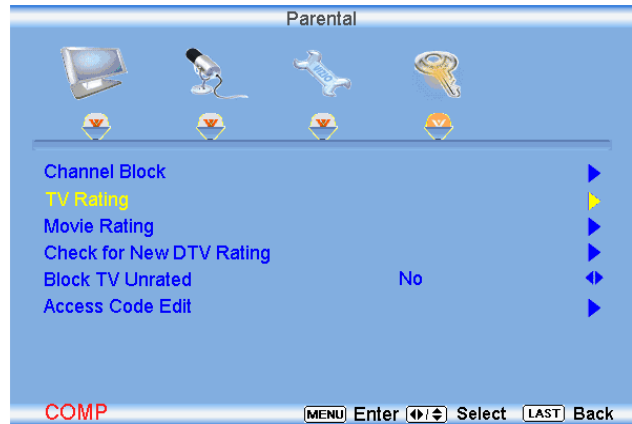 Parental
Channel Block
TV Rating
Movie Rating
Check for New DTV Rating
Block TV Unrated No
Access Code Edit
COMP MENU Enter / Select LAST Back